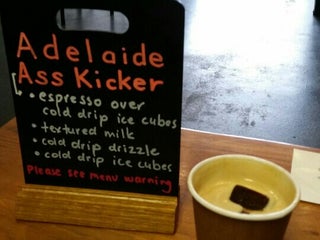 Adelaide
Ass Kicker
• espresso over
cold drip ice cubes
• textured milk
• cold drip drizzle
• cold drip ice cubes
Please see menu warning